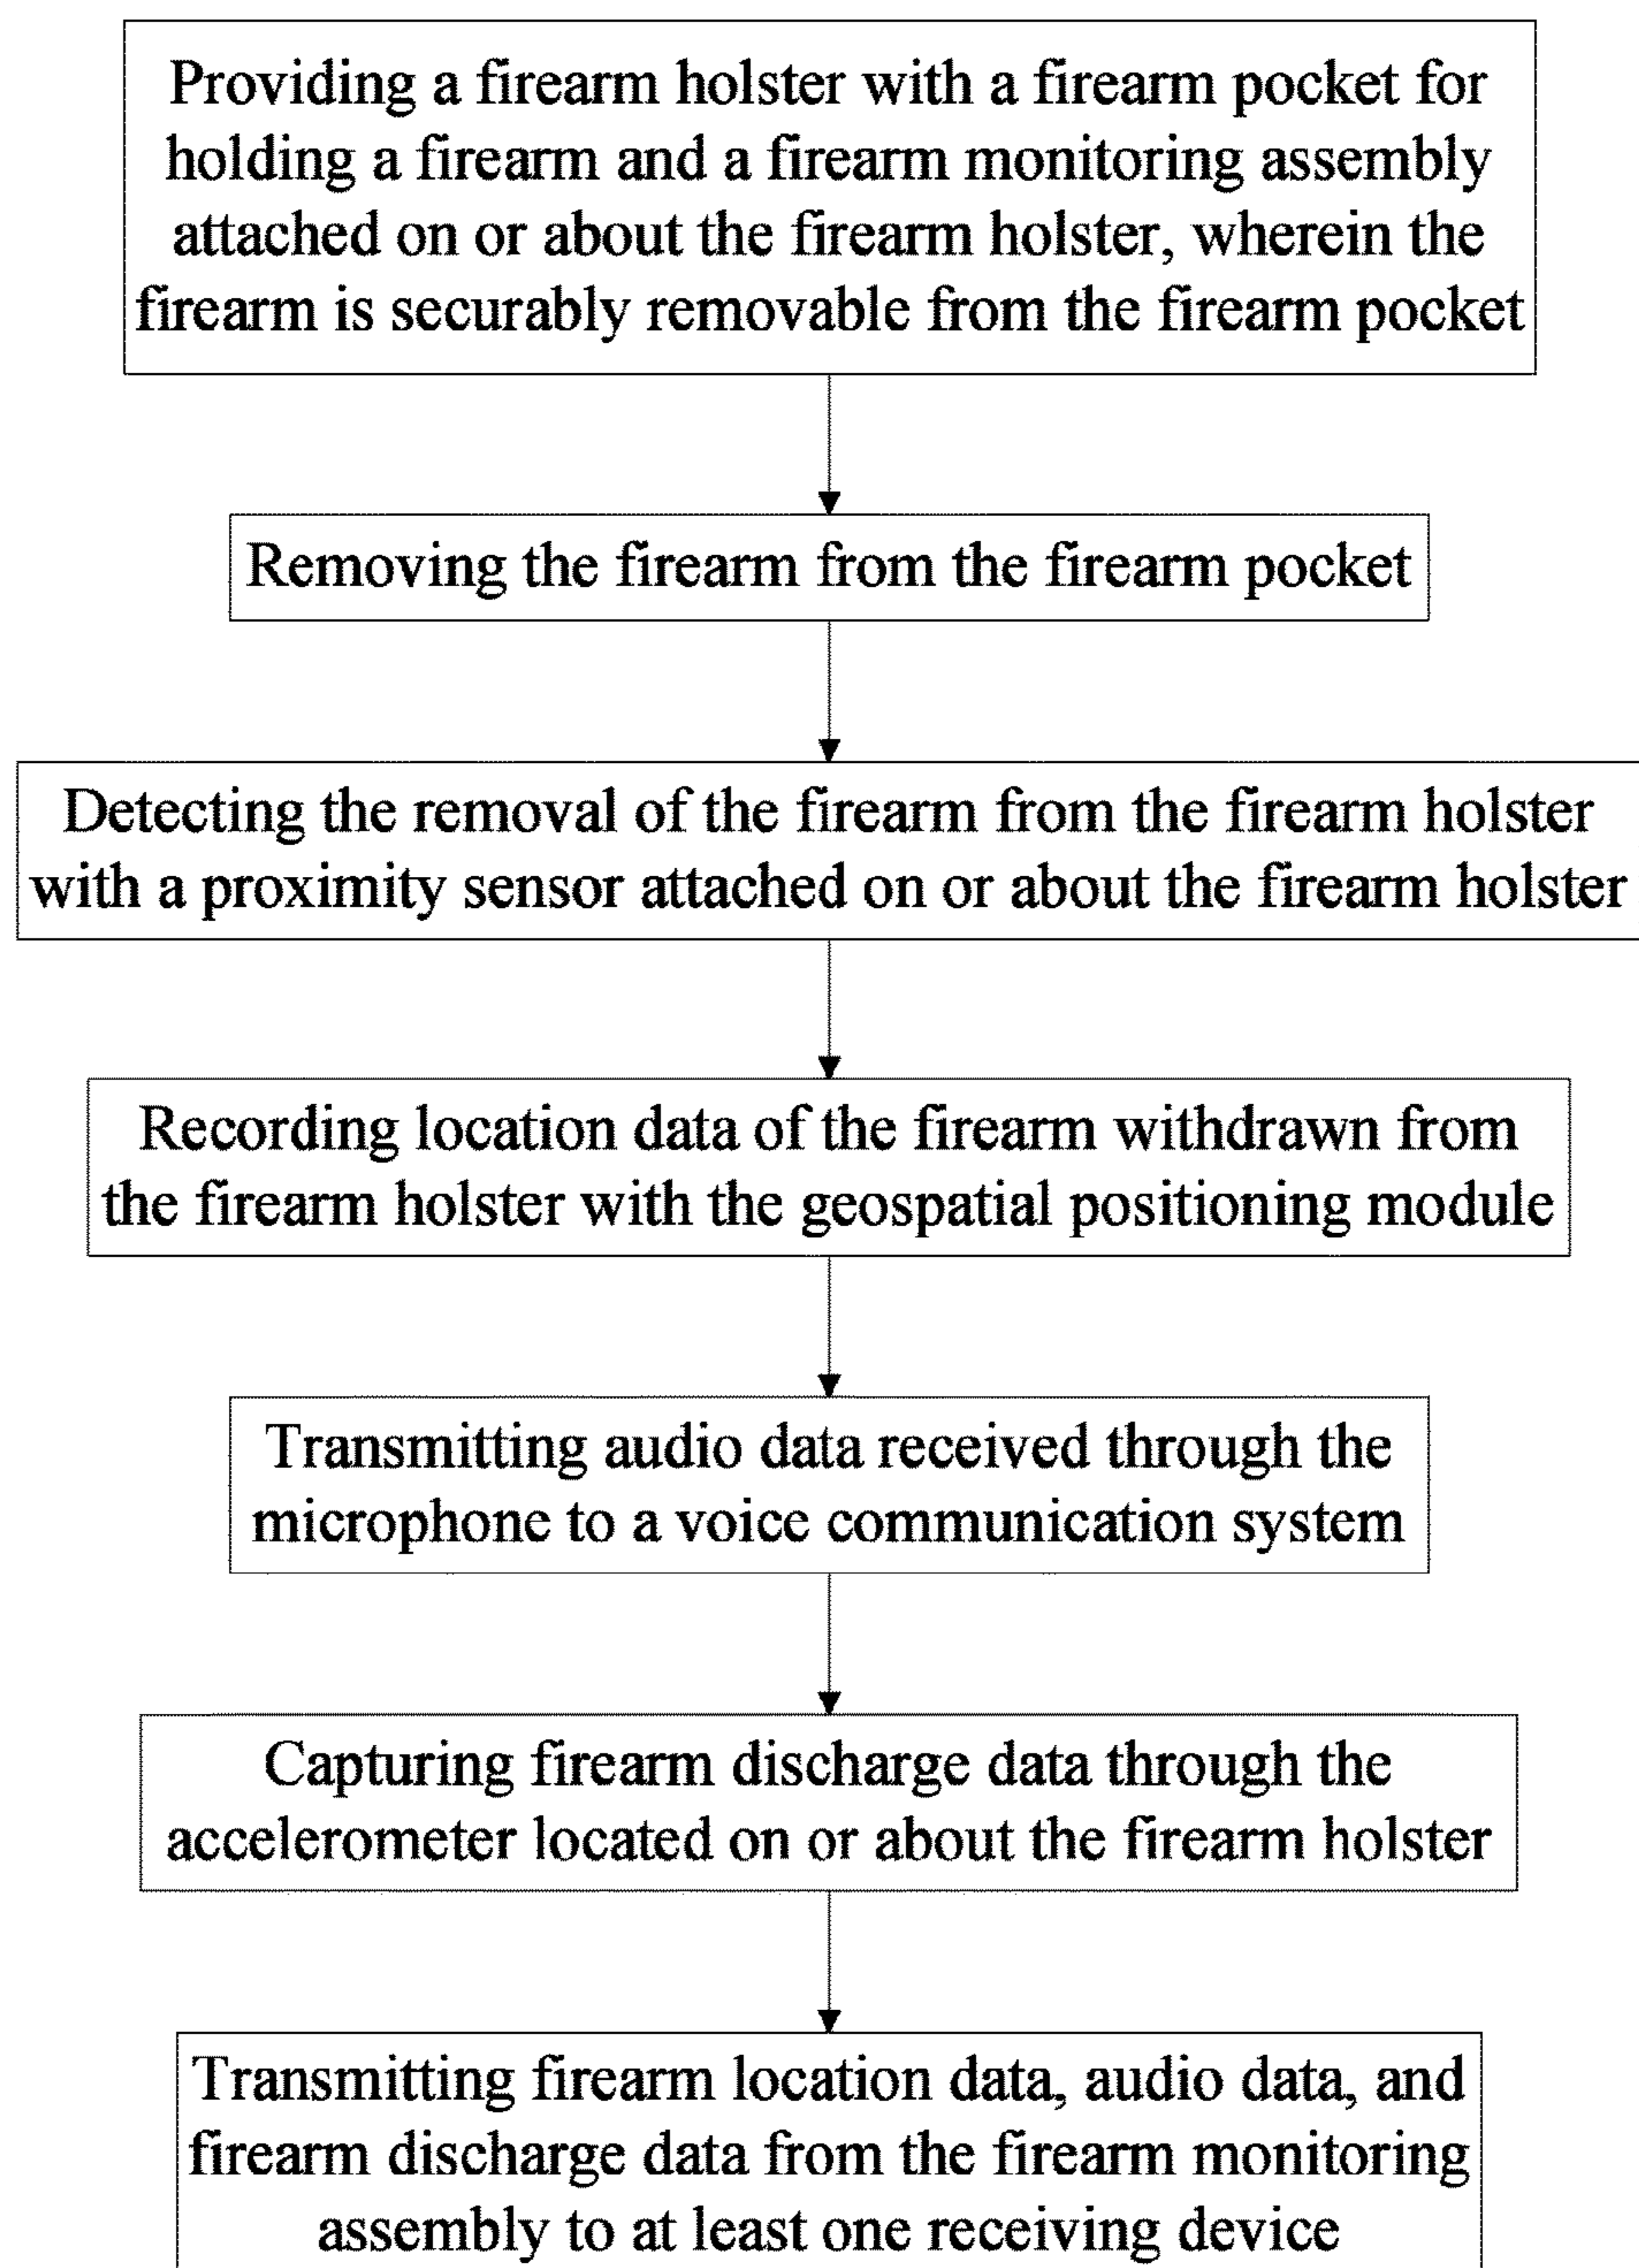 Providing a firearm holster with a firearm pocket for
holding a firearm and a firearm monitoring assembly
attached on or about the firearm holster, wherein the
firearm is securably removable from the firearm pocket
Removing the firearm from the firearm pocket
Detecting the removal of the firearm from the firearm holster
with a proximity sensor attached on or about the firearm holster
Recording location data of the firearm withdrawn from
the firearm holster with the geospatial positioning module
Transmitting audio data received through the
microphone to a voice communication system
Capturing firearm discharge data through the
accelerometer located on or about the firearm holster
Transmitting firearm location data, audio data, and
firearm discharge data from the firearm monitoring
assembly to at least one receiving device